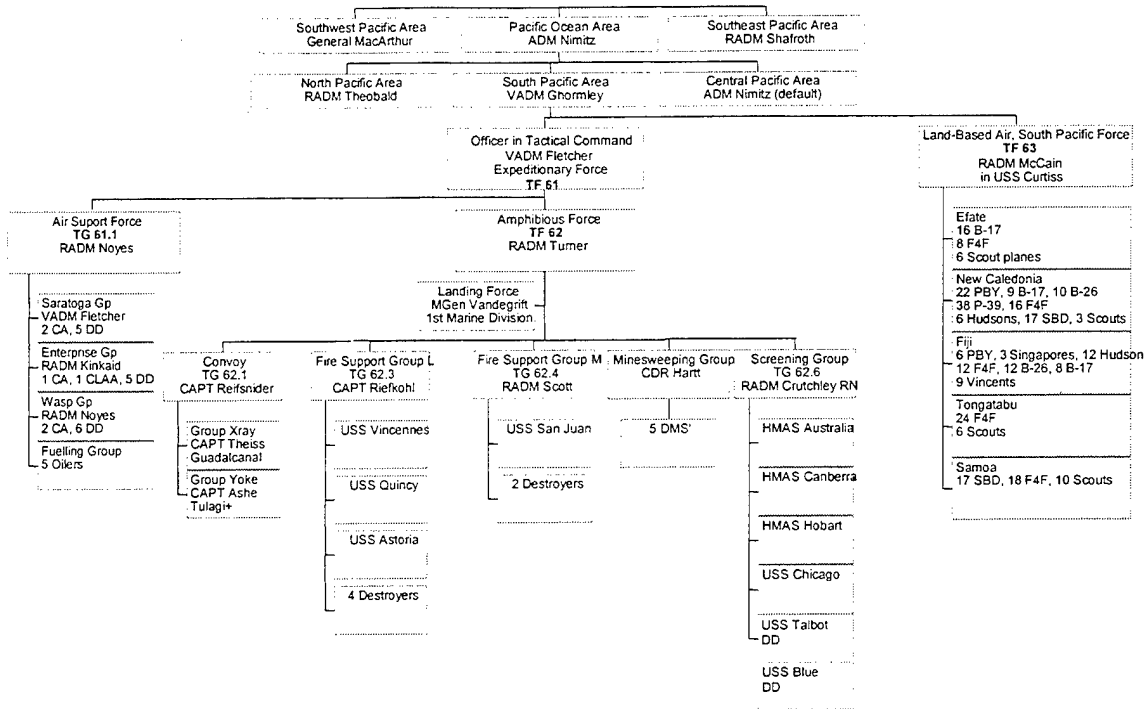 Southwest Pacific Area
General MacArthur
Pacific Ocean Area
ADM Nimitz
Southeast Pacific Area
RADM Shafroth
North Pacific Area
RADM Theobald
South Pacific Area
VADM Ghormley
Central Pacific Area
ADM Nimitz (default)
Officer in Tactical Command
VADM Fletcher
Expeditionary Force
TF 61
Land-Based Air, South Pacific Force
TF 63
RADM McCain
in USS Curtiss
Air Suport Force
TG 61.1
RADM Noyes
Amphibious Force
TF 62
RADM Turner
Saratoga Gp
VADM Fletcher
2 CA, 5 DD
Enterprise Gp
RADM Kinkaid
1 CA, 1 CLAA, 5 DD
Wasp Gp
RADM Noyes
2 CA, 6 DD
Fuelling Group
5 Oilers
Landing Force
MGen Vandegrift
1st Marine Division
Convoy
TG 62.1
CAPT Reifsnider
Group Xray
CAPT Theiss
Guadalcanal
Group Yoke
CAPT Ashe
Tulagi+
Fire Support Group L
TG 62.3
CAPT Riefkohl
USS Vincennes
USS Quincy
USS Astoria
4 Destroyers
Fire Support Group M
TG 62.4
RADM Scott
USS San Juan
2 Destroyers
Minesweeping Group
CDR Hartt
5 DMS'
Screening Group
TG 62.6
RADM Crutchley RN
HMAS Australia
HMAS Canberra
HMAS Hobart
USS Chicago
USS Talbot
DD
USS Blue
DD
Efate
16 B-17
8 F4F
6 Scout planes
New Caledonia
22 PBY, 9 B-17, 10 B-26
38 P-39, 16 F4F
6 Hudsons, 17 SBD, 3 Scouts
Fiji
6 PBY, 3 Singapores, 12 Hudson
12 F4F, 12 B-26, 8 B-17
9 Vincents
Tongatabu
24 F4F
6 Scouts
Samoa
17 SBD, 18 F4F, 10 Scouts